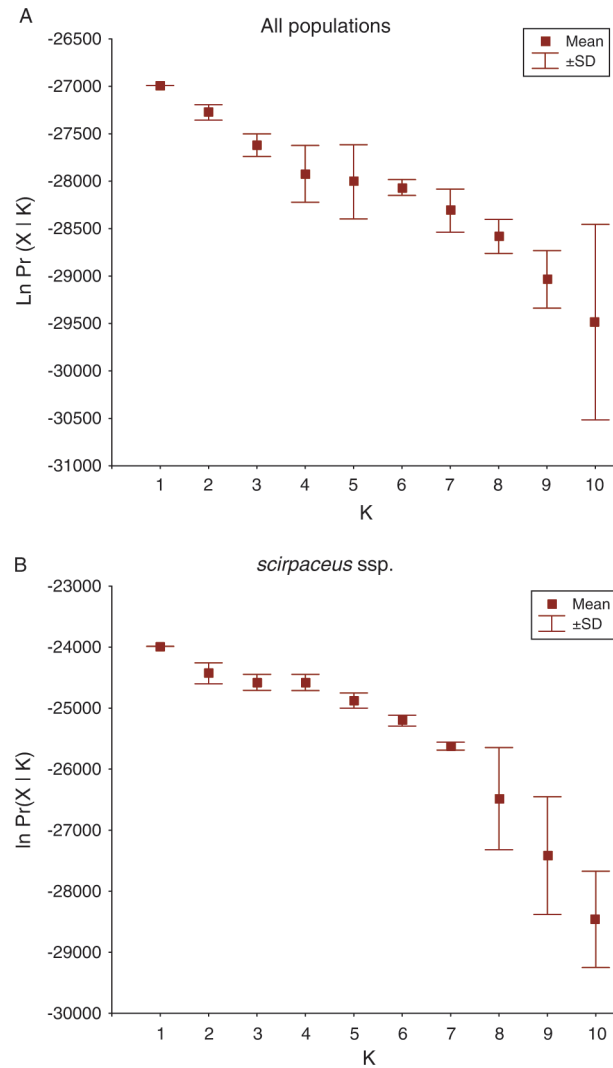 A
All populations
Mean
±SD
-26500
-27000
-27500
-28000
-28500
-29000
-29500
-30000
-30500
-31000
Ln Pr (X | K)
1 2 3 4 5 6 7 8 9 10
K
B
scirpaceus ssp.
Mean
±SD
-23000
-24000
-25000
-26000
-27000
-28000
-29000
-30000
ln Pr(X | K)
1 2 3 4 5 6 7 8 9 10
K